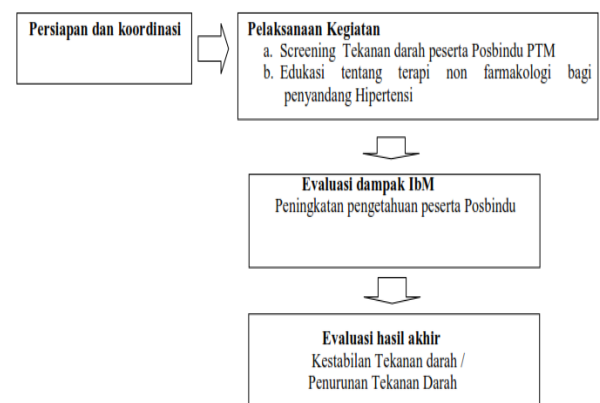 Persiapan dan koordinasi
Pelaksanaan Kegiatan
a. Screening Tekanan darah peserta Posbindu PTM
b. Edukasi tentang terapi non farmakologi bagi
penyandang Hipertensi
Evaluasi dampak IbM
Peningkatan pengetahuan peserta Posbindu
Evaluasi hasil akhir
Kestabilan Tekanan darah /
Penurunan Tekanan Darah